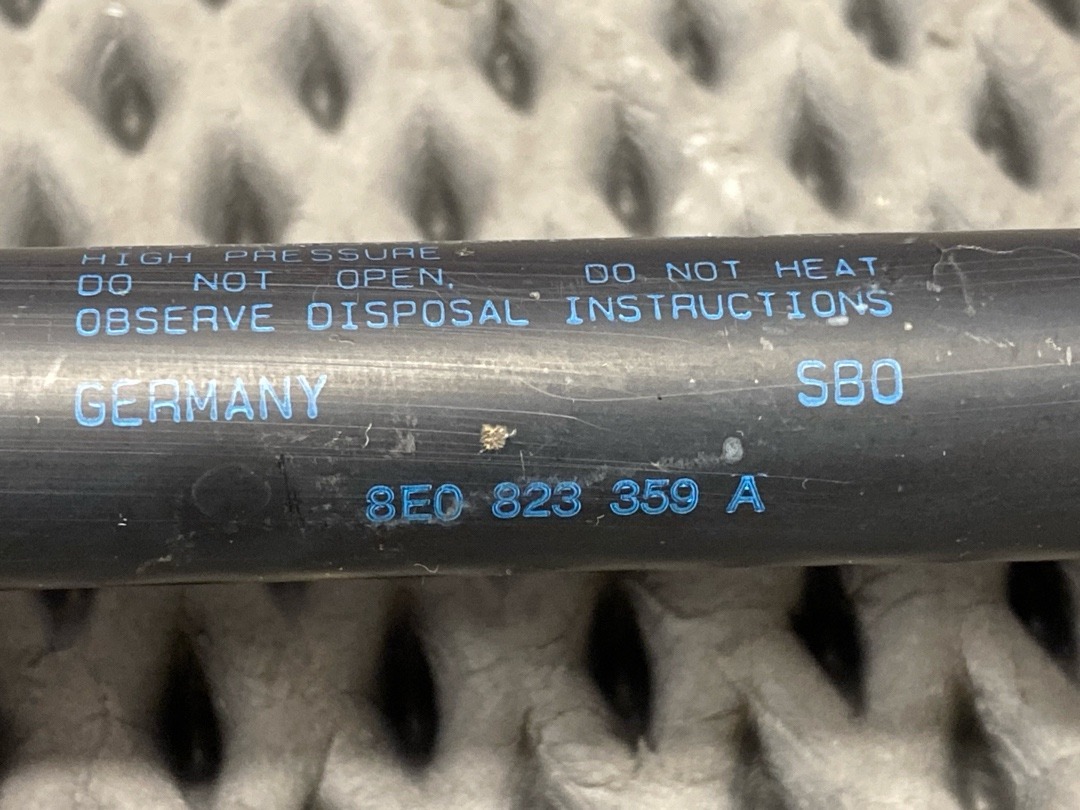 HIGH PRESSURE
DO NOT OPEN. DO NOT HEAT
OBSERVE DISPOSAL INSTRUCTIONS
GERMANY SBO
8E0 823 359 A